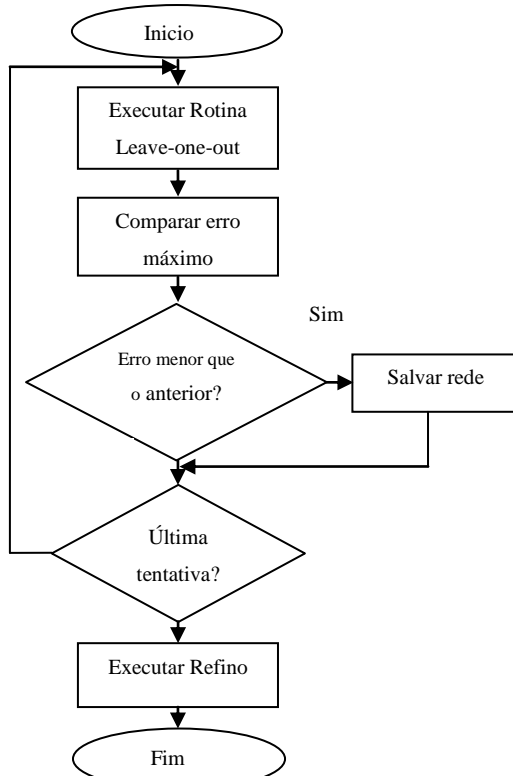 Inicio
Executar Rotina
Leave-one-out
Comparar erro
máximo
Sim
Erro menor que
o anterior?
Salvar rede
Última
tentativa?
Executar Refino
Fim